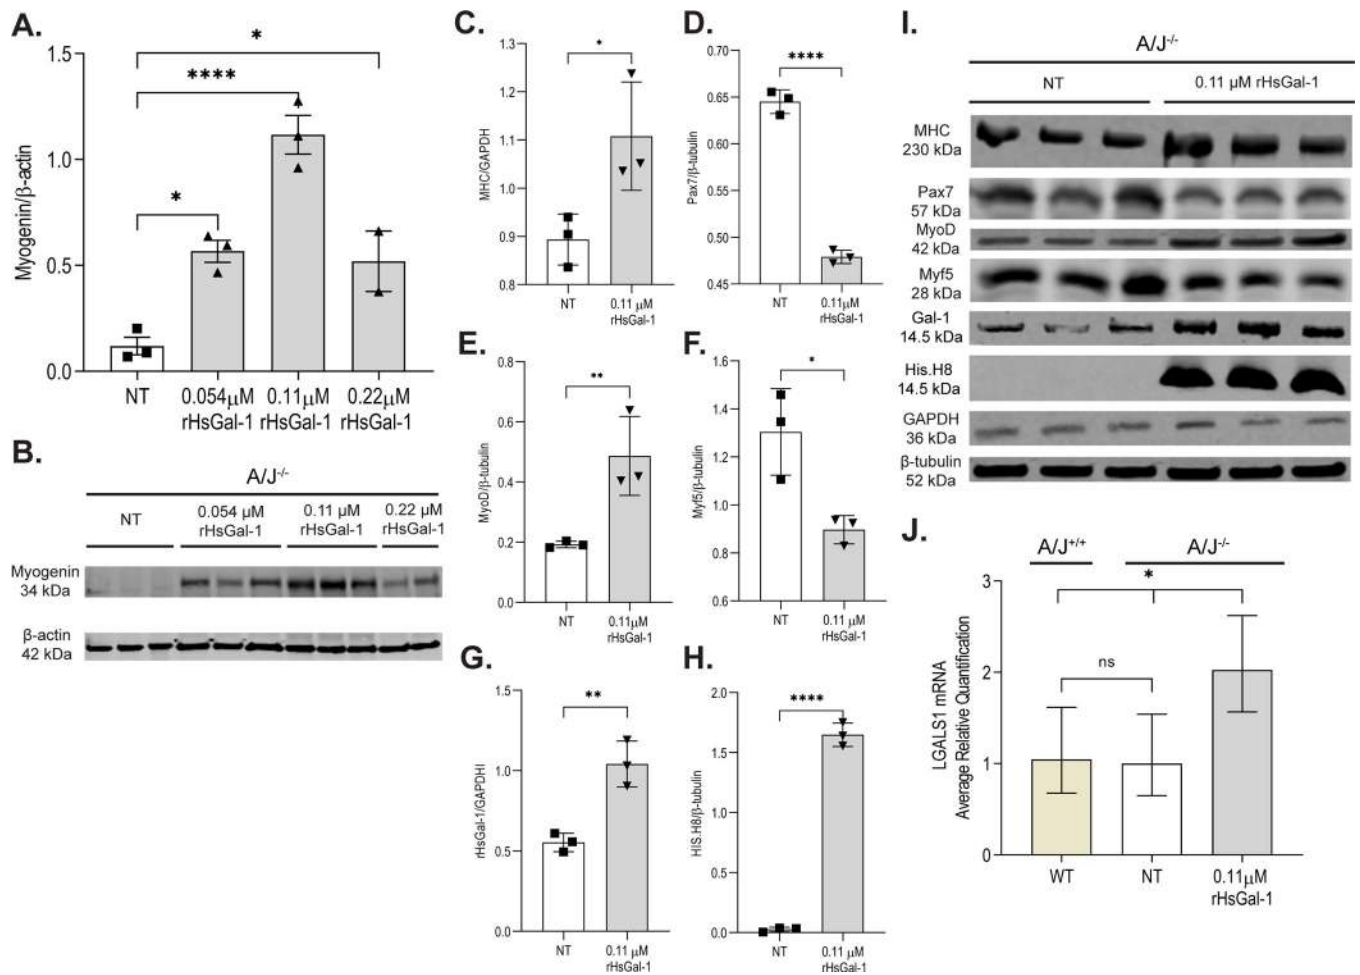 A.
Myogenin/β-actin
1.5
1.0
0.5
0.0
*
****
*
NT
0.054μM
rHsGal-1
0.11μM
rHsGal-1
0.22μM
rHsGal-1
B.
A/J-/-
NT
0.054 μM
rHsGal-1
0.11 μM
rHsGal-1
0.22 μM
rHsGal-1
Myogenin
34 kDa
β-actin
42 kDa
C.
MHC/GAPDH
1.3
1.2
1.1
1.0
0.9
0.8
*
NT
0.11 μM
rHsGal-1
D.
Pax7/β-tubulin
0.70
0.65
0.60
0.55
0.50
0.45
****
NT
0.11μM
rHsGal-1
E.
MyoD/β-tubulin
0.8
0.6
0.4
0.2
0.0
**
NT
0.11μM
rHsGal-1
F.
Myf5/β-tubulin
1.6
1.4
1.2
1.0
0.8
0.6
*
NT
0.11 μM
rHsGal-1
G.
rHsGal-1/GAPDHI
1.5
1.0
0.5
0.0
**
NT
0.11 μM
rHsGal-1
H.
HIS.H8/β-tubulin
2.0
1.5
1.0
0.5
0.0
****
NT
0.11 μM
rHsGal-1
I.
A/J-/-
NT
0.11 μM rHsGal-1
MHC
230 kDa
Pax7
57 kDa
MyoD
42 kDa
Myf5
28 kDa
Gal-1
14.5 kDa
His.H8
14.5 kDa
GAPDH
36 kDa
β-tubulin
52 kDa
J.
A/J+/+
A/J-/-
LGALS1 mRNA
Average Relative Quantification
3
2
1
0
*
ns
WT
NT
0.11μM
rHsGal-1